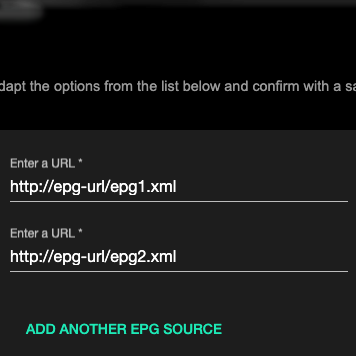 dapt the options from the list below and confirm with a sa
Enter a URL *
http://epg-url/epg1.xml
Enter a URL *
http://epg-url/epg2.xml
ADD ANOTHER EPG SOURCE